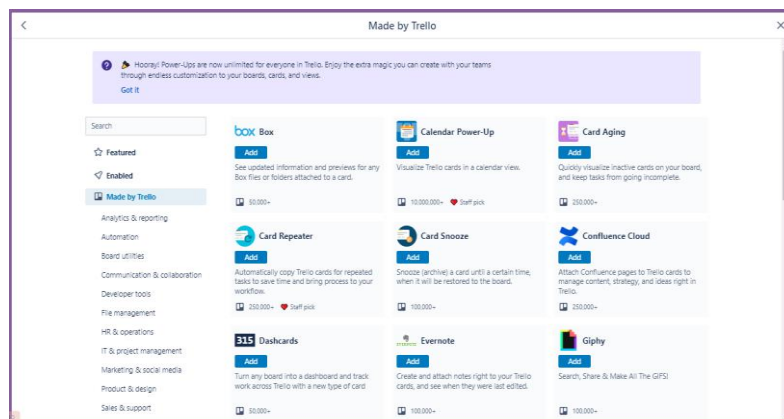 Made by Trello
Hooray! Power-Ups are now unlimited for everyone in Trello. Enjoy the extra magic you can create with your teams
through endless customization to your boards, cards, and views.
Got it
Search
Featured
Enabled
Made by Trello
Analytics & reporting
Automation
Board utilities
Communication & collaboration
Developer tools
File management
HR & operations
IT & project management
Marketing & social media
Product & design
Sales & support
box Box
Add
See updated information and previews for any
Box files or folders attached to a card.
50,000+
Calendar Power-Up
Add
Visualize Trello cards in a calendar view.
10,000,000+ Staff pick
Card Aging
Add
Quickly visualize inactive cards on your board,
and keep tasks from going incomplete.
250,000+
Card Repeater
Add
Automatically copy Trello cards for repeated
tasks to save time and bring process to your
workflow.
250,000+ Staff pick
Card Snooze
Add
Snooze (archive) a card until a certain time,
when it will be restored to the board.
100,000+
Confluence Cloud
Add
Attach Confluence pages to Trello cards to
manage content, strategy, and ideas right in
Trello.
250,000+
315 Dashcards
Add
Turn any board into a dashboard and track
work across Trello with a new type of card
50,000+
Evernote
Add
Create and attach notes right to your Trello
cards, and see when they were last edited.
100,000+
Giphy
Add
Search, Share & Make All The GIFS!
100,000+